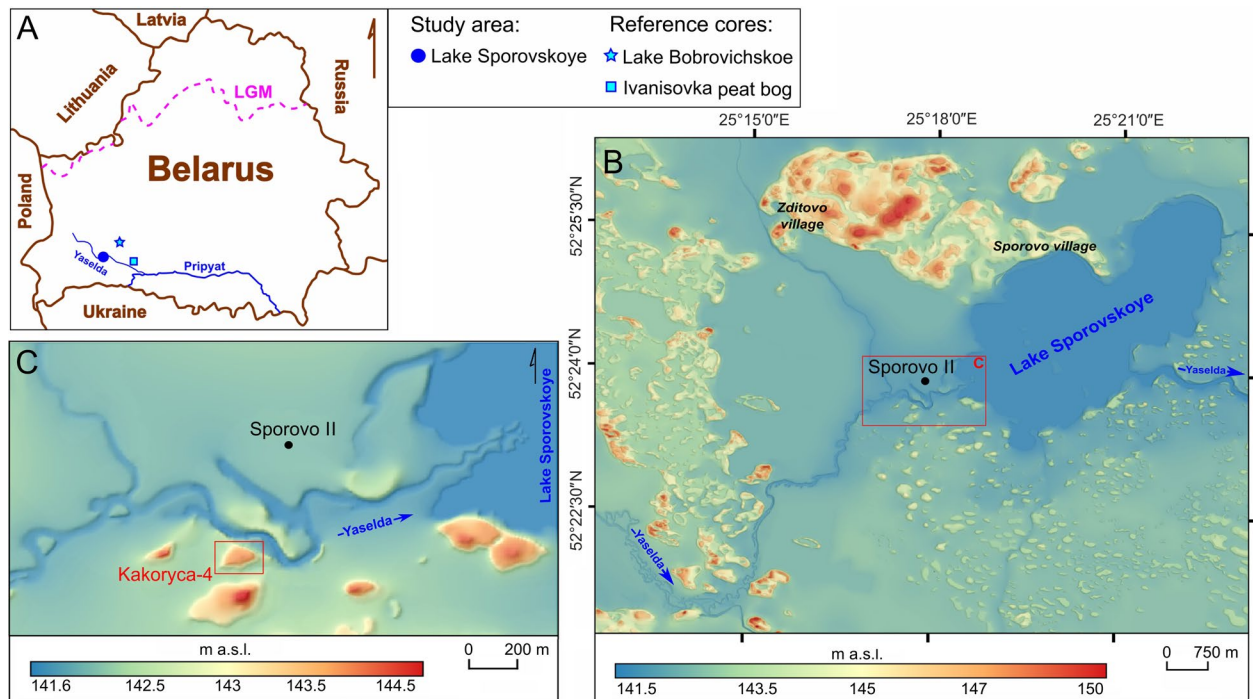 A
Latvia
Lithuania
Russia
LGM
Belarus
Poland
Yaselda
Pripyat
Ukraine
Study area:
Lake Sporovskoye
Reference cores:
Lake Bobrovichskoe
Ivanisovka peat bog
25°15'0"E
25°18'0"E
25°21'0"E
B
52°25'30"N
52°24'0"N
52°22'30"N
Zditovo
village
Sporovo village
Lake Sporovskoye
Sporovo II
C
Yaselda
Yaselda
m a.s.l.
141.5
143.5
145
147
150
0
750 m
C
Sporovo II
Lake Sporovskoye
Yaselda
Kakoryca-4
m a.s.l.
141.6
142.5
143
143.5
144.5
0
200 m